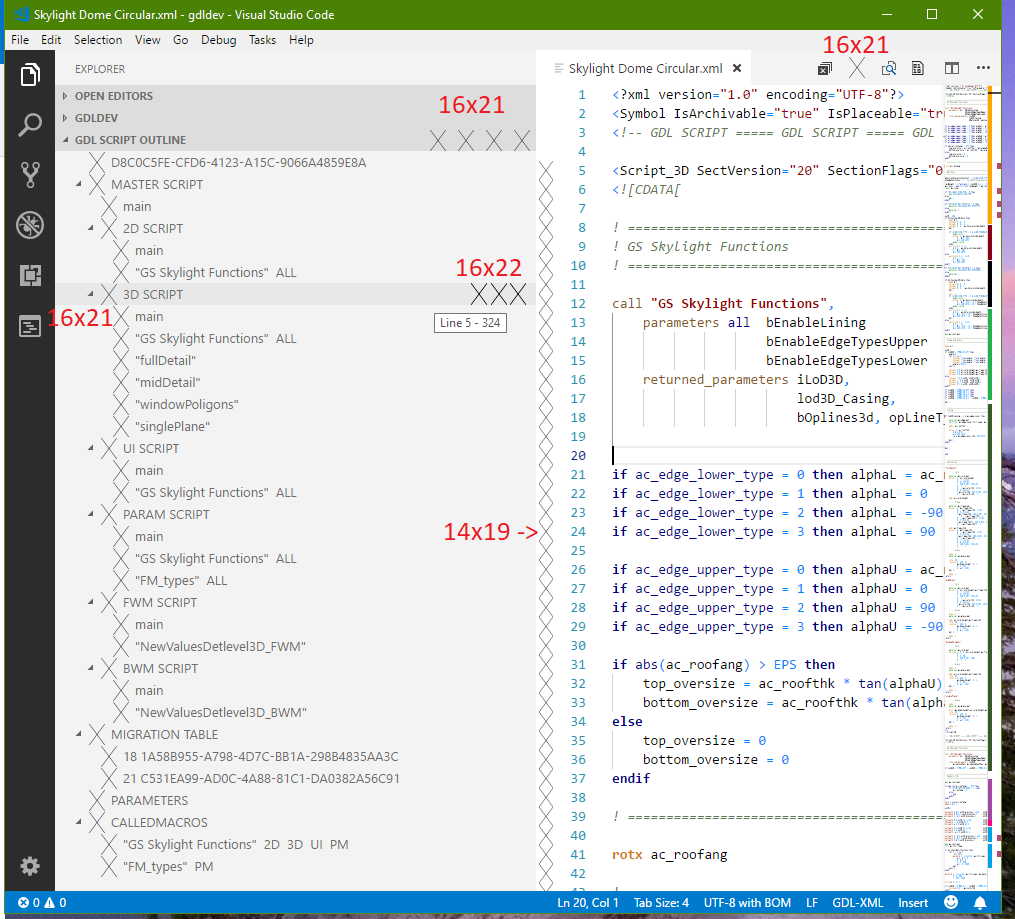 Skylight Dome Circular.xml - gdldev - Visual Studio Code
File Edit Selection View Go Debug Tasks Help
EXPLORER
OPEN EDITORS
GDLDEV
GDL SCRIPT OUTLINE
16x21
D8C0C5FE-CFD6-4123-A15C-9066A4859E8A
MASTER SCRIPT
main
2D SCRIPT
main
"GS Skylight Functions" ALL
16x22
3D SCRIPT
16x21
main
Line 5 - 324
"GS Skylight Functions" ALL
"fullDetail"
"midDetail"
"windowPoligons"
"singlePlane"
UI SCRIPT
main
"GS Skylight Functions" ALL
PARAM SCRIPT
main
14x19 ->
"GS Skylight Functions" ALL
"FM_types" ALL
FWM SCRIPT
main
"NewValuesDetlevel3D_FWM"
BWM SCRIPT
main
"NewValuesDetlevel3D_BWM"
MIGRATION TABLE
18 1A58B955-A798-4D7C-BB1A-298B4835AA3C
21 C531EA99-AD0C-4A88-81C1-DA0382A56C91
PARAMETERS
CALLEDMACROS
"GS Skylight Functions" 2D 3D UI PM
"FM_types" PM
16x21
Skylight Dome Circular.xml
1 <?xml version="1.0" encoding="UTF-8"?>
2 <Symbol IsArchivable="true" IsPlaceable="tr
3 <!-- GDL SCRIPT ===== GDL SCRIPT ===== GDL
4
5 <Script_3D SectVersion="20" SectionFlags="0
6 <![CDATA[
7
8 ! =========================================
9 ! GS SkyLight Functions
10 ! =========================================
11
12 call "GS Skylight Functions",
13 parameters all bEnableLining
14 bEnableEdgeTypesUpper
15 bEnableEdgeTypesLower
16 returned_parameters iLoD3D,
17 lod3D_Casing,
18 bOplines3d, opLineT
19
20
21 if ac_edge_lower_type = 0 then alphaL = ac_
22 if ac_edge_lower_type = 1 then alphaL = 0
23 if ac_edge_lower_type = 2 then alphaL = -90
24 if ac_edge_lower_type = 3 then alphaL = 90
25
26 if ac_edge_upper_type = 0 then alphaU = ac_
27 if ac_edge_upper_type = 1 then alphaU = 0
28 if ac_edge_upper_type = 2 then alphaU = 90
29 if ac_edge_upper_type = 3 then alphaU = -90
30
31 if abs(ac_roofang) > EPS then
32 top_oversize = ac_roofthk * tan(alphaU)
33 bottom_oversize = ac_roofthk * tan(alph
34 else
35 top_oversize = 0
36 bottom_oversize = 0
37 endif
38
39 ! =========================================
40
41 rotx ac_roofang
42
0 0 Ln 20, Col 1 Tab Size: 4 UTF-8 with BOM LF GDL-XML Insert